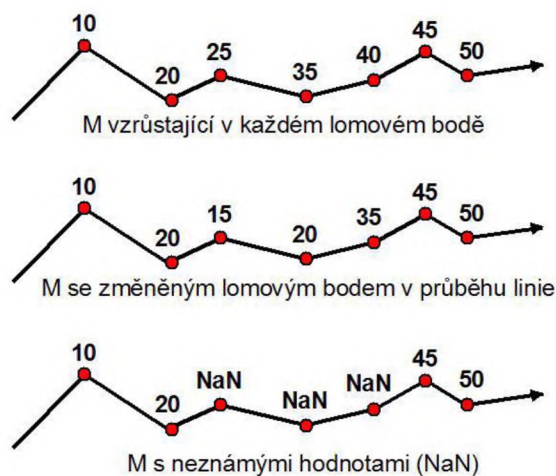 10 20 25 35 40 45 50
M vzrůstající v každém lomovém bodě
10 20 15 20 35 45 50
M se změněným lomovým bodem v průběhu linie
10 20 NaN NaN NaN 45 50
M s neznámými hodnotami (NaN)